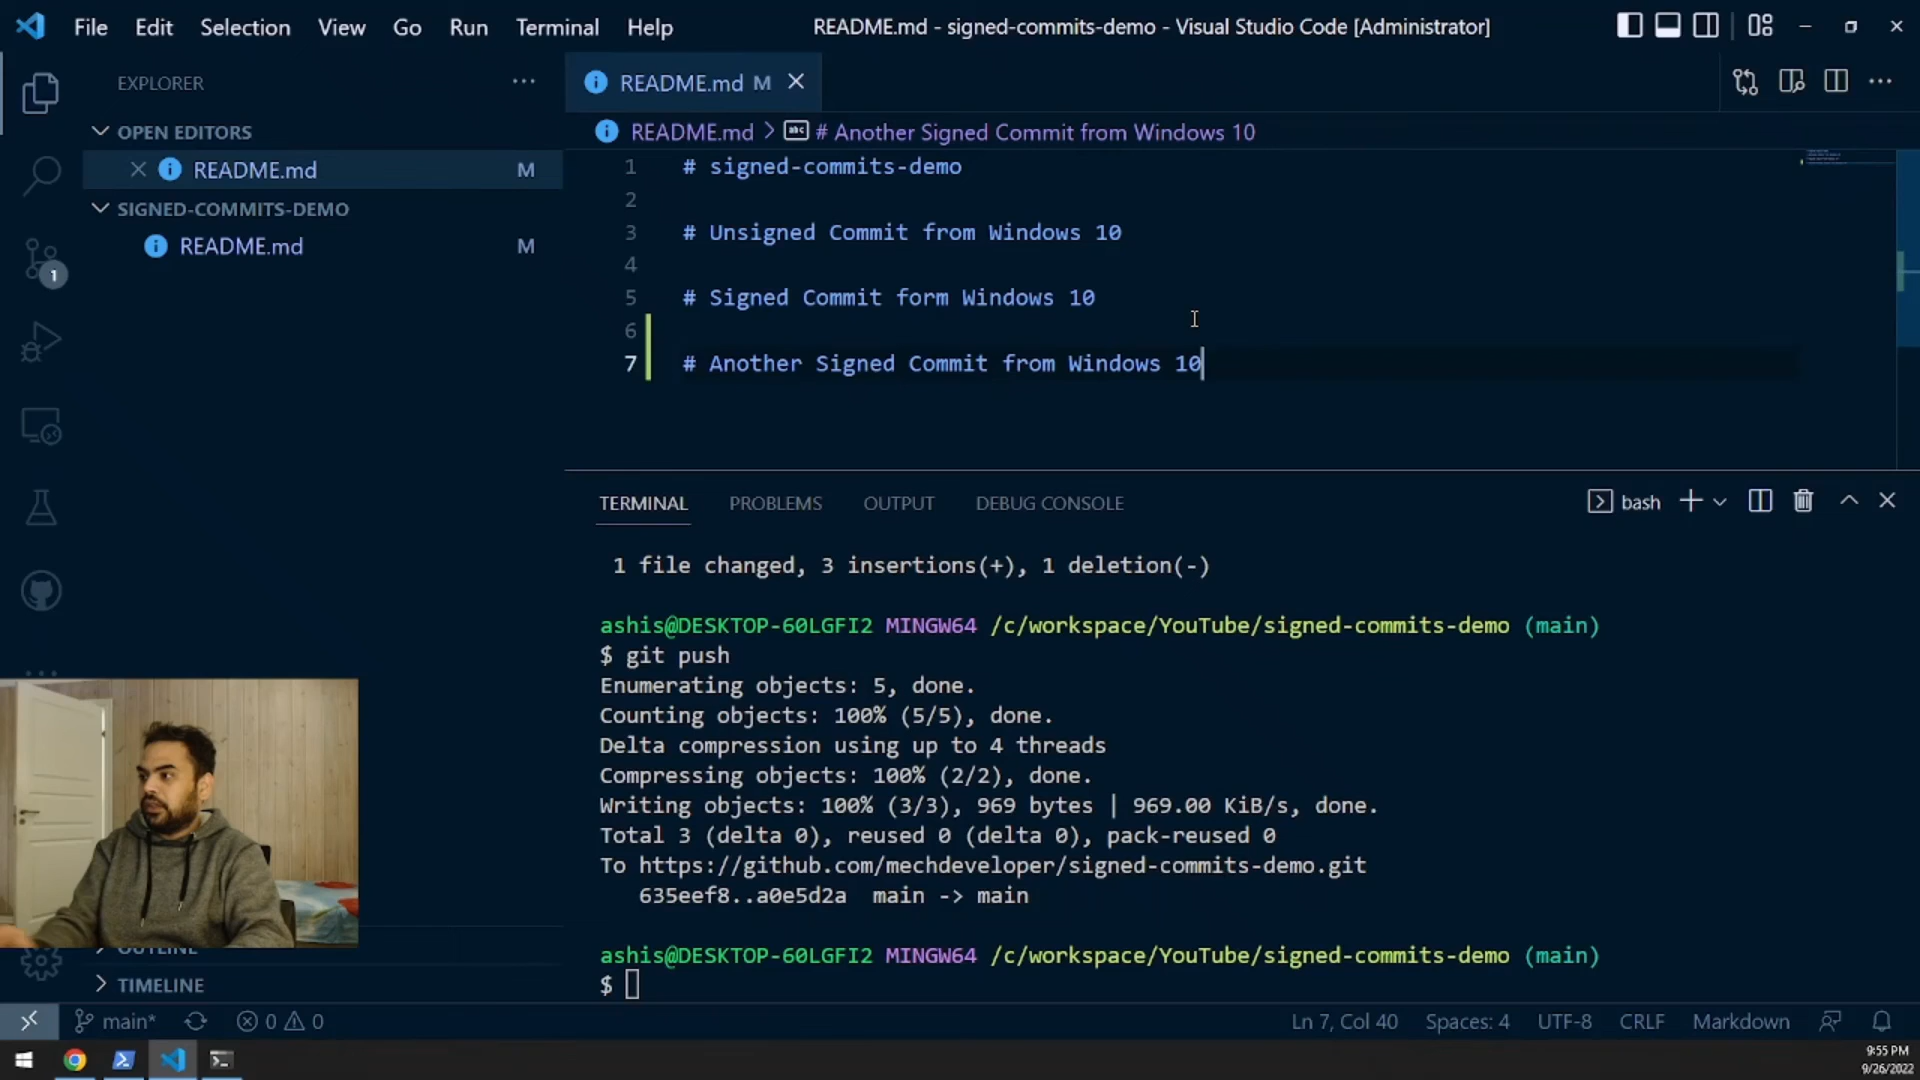 File Edit Selection View Go Run Terminal Help
README.md - signed-commits-demo - Visual Studio Code [Administrator]
EXPLORER
OPEN EDITORS
README.md M
SIGNED-COMMITS-DEMO
README.md M
1
README.md M
README.md > # Another Signed Commit from Windows 10
1 # signed-commits-demo
2
3 # Unsigned Commit from Windows 10
4
5 # Signed Commit form Windows 10
6
7 # Another Signed Commit from Windows 10
TERMINAL PROBLEMS OUTPUT DEBUG CONSOLE
bash
1 file changed, 3 insertions(+), 1 deletion(-)
ashis@DESKTOP-60LGFI2 MINGW64 /c/workspace/YouTube/signed-commits-demo (main)
$ git push
Enumerating objects: 5, done.
Counting objects: 100% (5/5), done.
Delta compression using up to 4 threads
Compressing objects: 100% (2/2), done.
Writing objects: 100% (3/3), 969 bytes | 969.00 KiB/s, done.
Total 3 (delta 0), reused 0 (delta 0), pack-reused 0
To https://github.com/mechdeveloper/signed-commits-demo.git
635eef8..a0e5d2a main -> main
ashis@DESKTOP-60LGFI2 MINGW64 /c/workspace/YouTube/signed-commits-demo (main)
$
OUTLINE
TIMELINE
main* 0 0
Ln 7, Col 40 Spaces: 4 UTF-8 CRLF Markdown
9:55 PM
9/26/2022